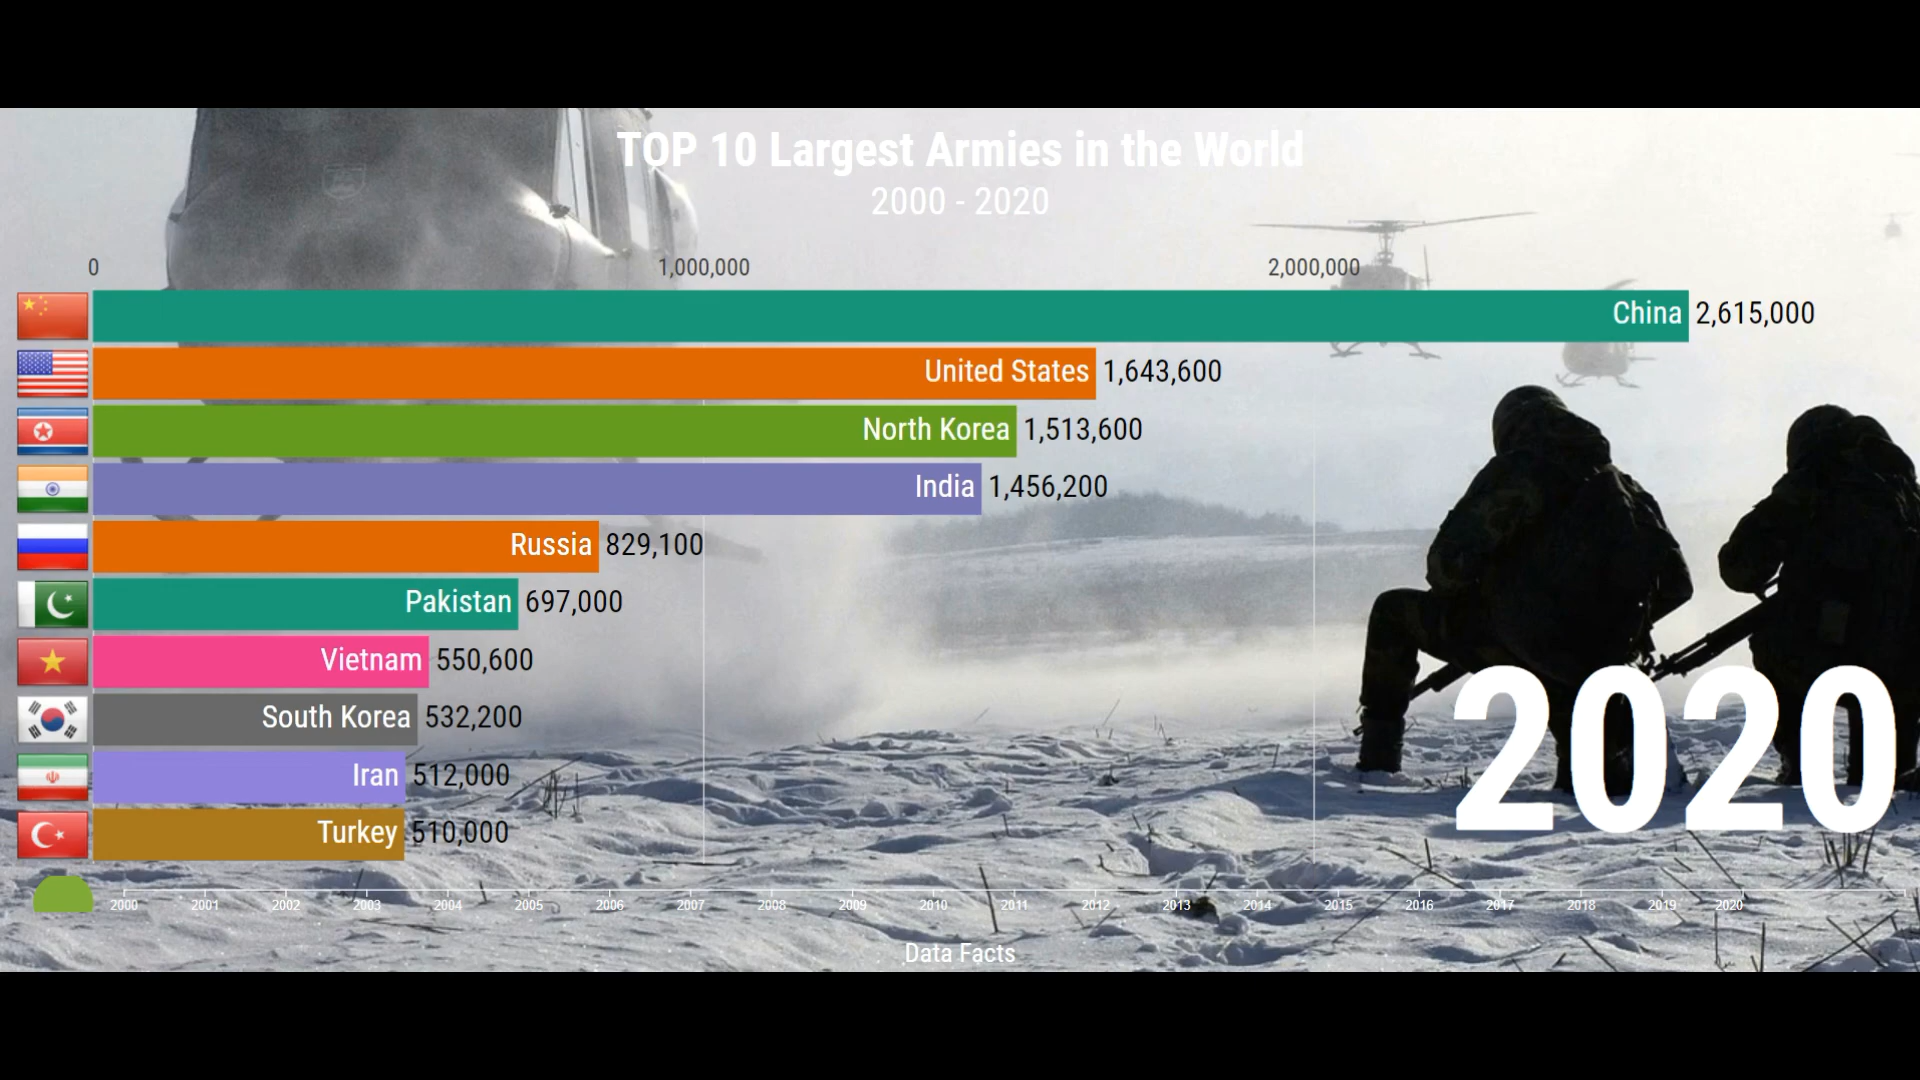 TOP 10 Largest Armies in the World
2000 - 2020
0 1,000,000 2,000,000
China 2,615,000
United States 1,643,600
North Korea 1,513,600
India 1,456,200
Russia 829,100
Pakistan 697,000
Vietnam 550,600
South Korea 532,200
Iran 512,000
Turkey 510,000
2020
2000 2001 2002 2003 2004 2005 2006 2007 2008 2009 2010 2011 2012 2013 2014 2015 2016 2017 2018 2019 2020
Data Facts